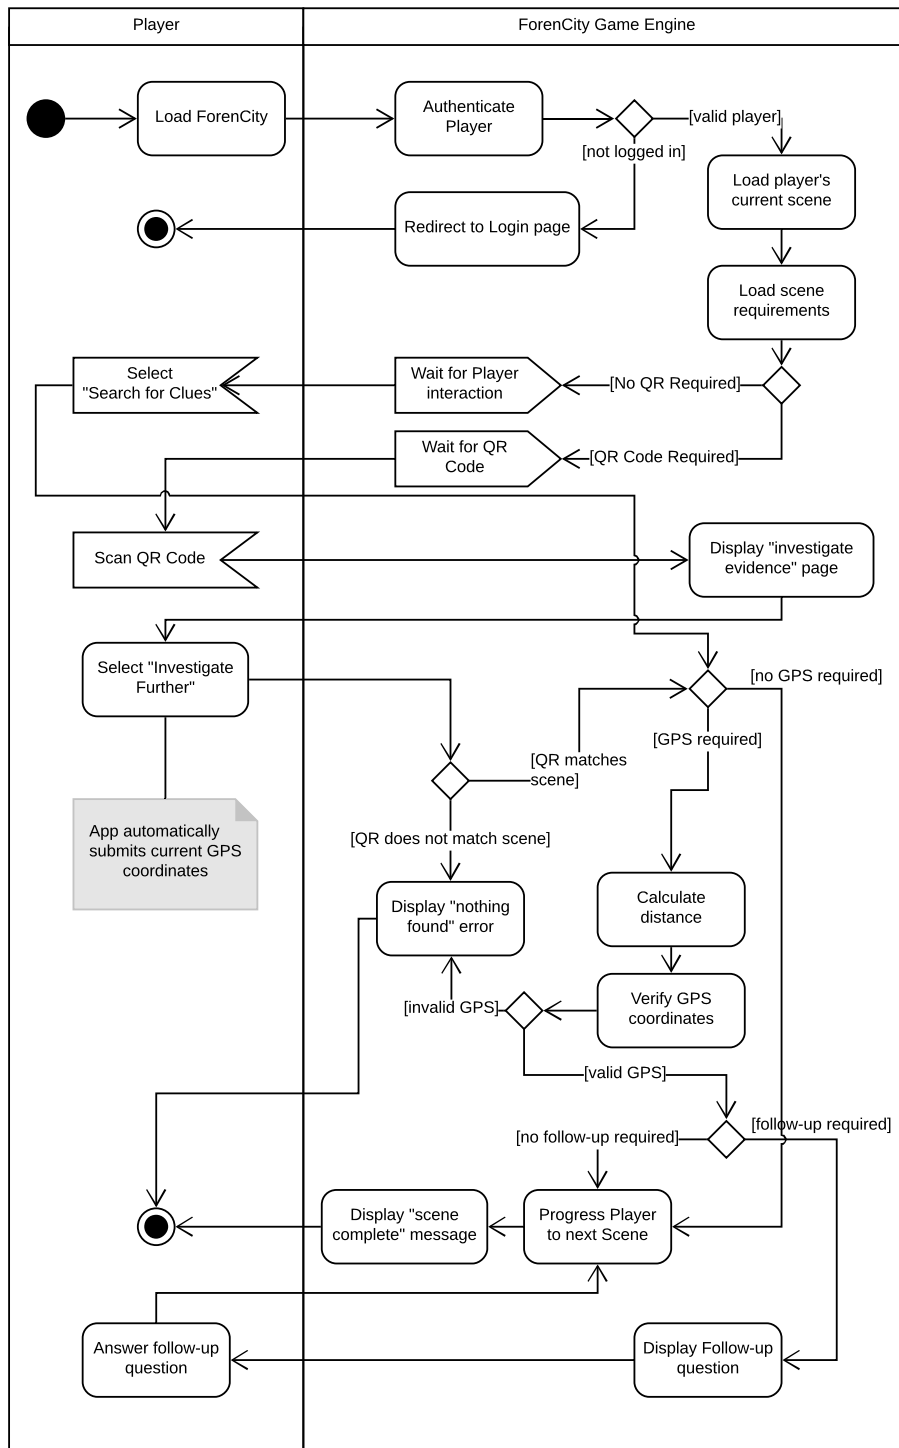 Player
ForenCity Game Engine
Load ForenCity
Authenticate
Player
[valid player]
[not logged in]
Load player's
current scene
Redirect to Login page
Load scene
requirements
Select
"Search for Clues"
Wait for Player
interaction
[No QR Required]
Wait for QR
Code
[QR Code Required]
Scan QR Code
Display "investigate
evidence" page
Select "Investigate
Further"
[no GPS required]
[GPS required]
[QR matches
scene]
App automatically
submits current GPS
coordinates
[QR does not match scene]
Display "nothing
found" error
Calculate
distance
[invalid GPS]
Verify GPS
coordinates
[valid GPS]
[follow-up required]
[no follow-up required]
Display "scene
complete" message
Progress Player
to next Scene
Answer follow-up
question
Display Follow-up
question